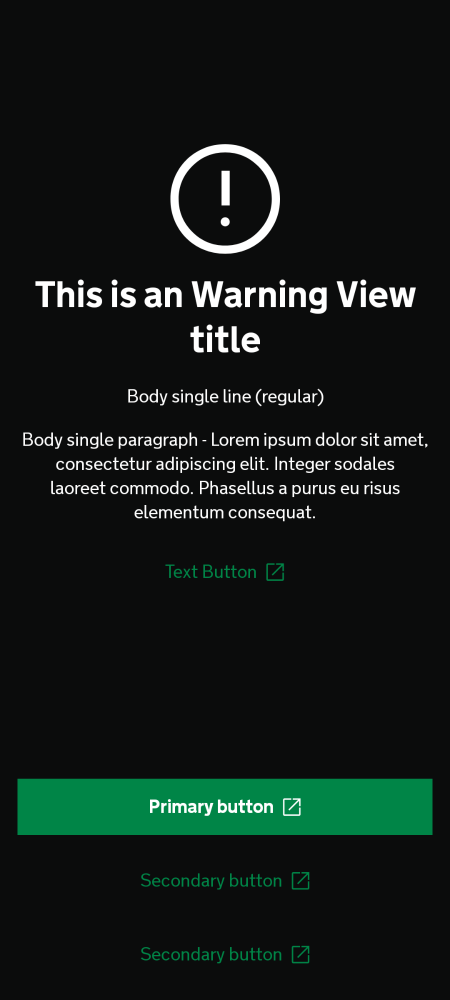 This is an Warning View
title
Body single line (regular)
Body single paragraph - Lorem ipsum dolor sit amet,
consectetur adipiscing elit. Integer sodales
laoreet commodo. Phasellus a purus eu risus
elementum consequat.
Text Button
Primary button
Secondary button
Secondary button